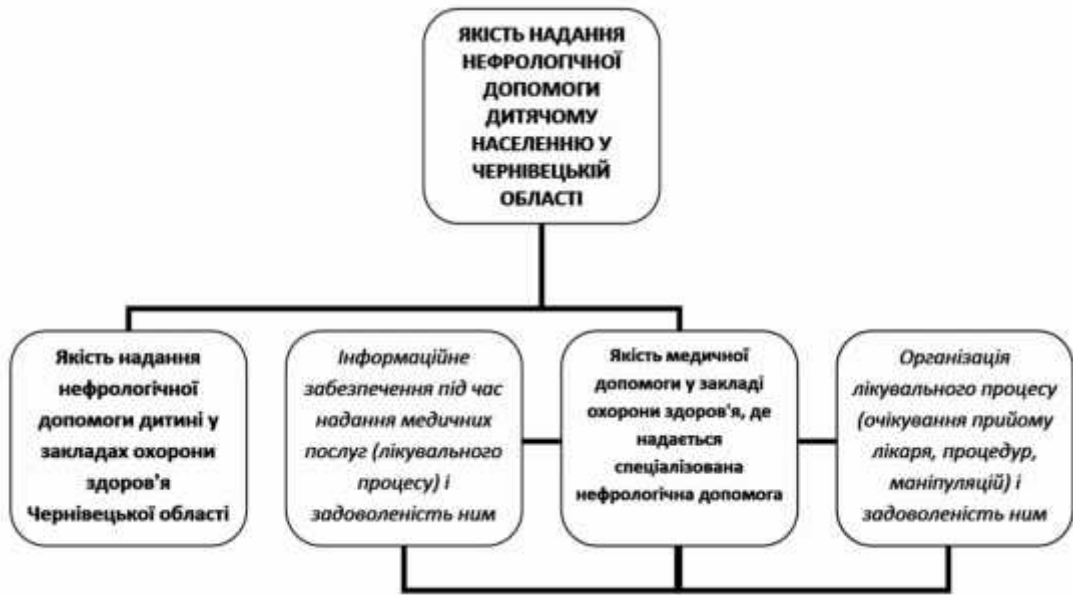 ЯКІСТЬ НАДАННЯ
НЕФРОЛОГІЧНОЇ
ДОПОМОГИ
ДИТЯЧОМУ
НАСЕЛЕННЮ У
ЧЕРНІВЕЦЬКІЙ
ОБЛАСТІ
Якість надання
нефрологічної
допомоги дитині у
закладах охорони
здоров'я
Чернівецької області
Інформаційне
забезпечення під час
надання медичних
послуг (лікувального
процесу) і
задоволеність ним
Якість медичної
допомоги у закладі
охорони здоров'я, де
надається
спеціалізована
нефрологічна допомога
Організація
лікувального процесу
(очікування прийому
лікаря, процедур,
маніпуляцій) і
задоволеність ним